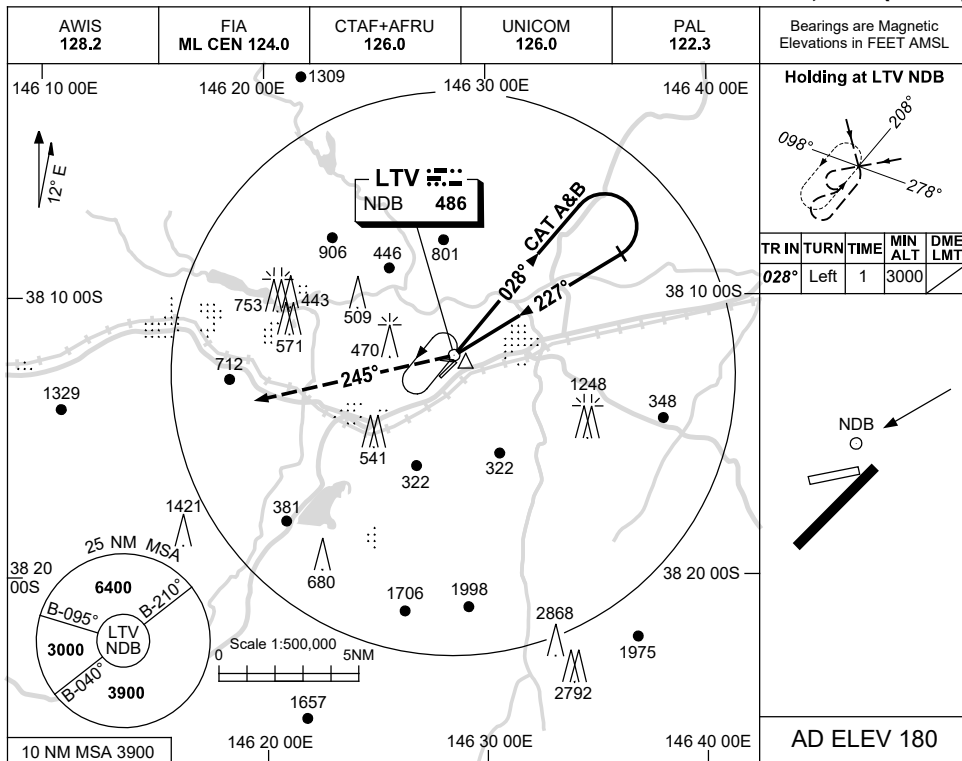 AWIS
128.2
FIA
ML CEN 124.0
CTAF+AFRU
126.0
UNICOM
126.0
PAL
122.3
Bearings are Magnetic
Elevations in FEET AMSL
146 10 00E
146 20 00E
1309
146 30 00E
146 40 00E
12° E
LTV
NDB 486
906
446
801
CAT A&B
028°
227°
38 10 00S
38 10 00S
753
443
509
571
470
712
245°
1329
1248
348
541
322
322
1421
381
680
38 20
00S
38 20 00S
1706
1998
2868
1975
2792
1657
25 NM MSA
6400
B-095°
B-210°
LTV
NDB
3000
B-040°
3900
Scale 1:500,000
0
5NM
10 NM MSA 3900
146 20 00E
146 30 00E
146 40 00E
Holding at LTV NDB
098°
208°
278°
TR IN TURN TIME MIN ALT DME LMT
028° Left 1 3000
NDB
AD ELEV 180